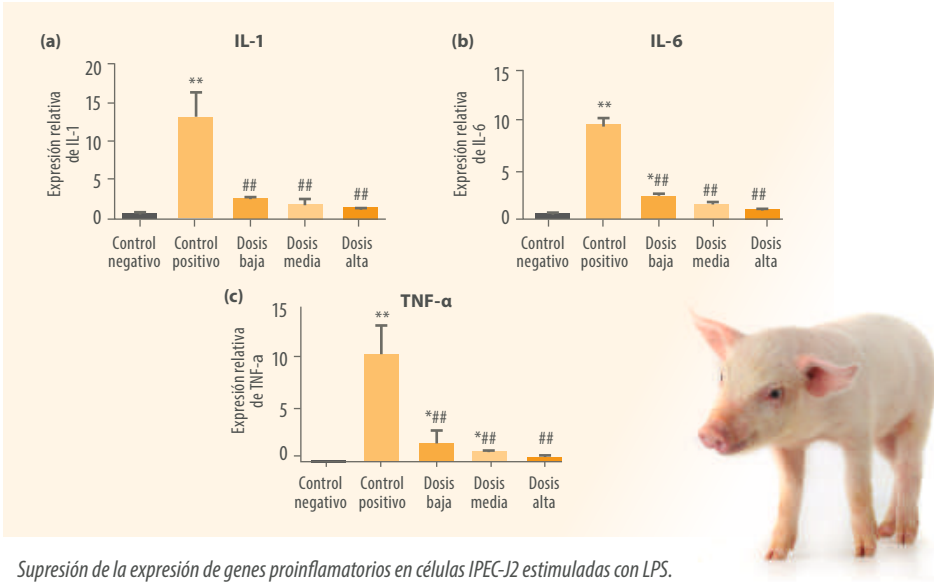 (a) IL-1
Expresión relativa
de IL-1
20
15
10
5
0
**
##
##
##
Control
negativo
Control
positivo
Dosis
baja
Dosis
media
Dosis
alta
(b) IL-6
Expresión relativa
de IL-6
15
10
5
0
**
*##
##
##
Control
negativo
Control
positivo
Dosis
baja
Dosis
media
Dosis
alta
(c) TNF-α
Expresión relativa
de TNF-a
15
10
5
0
**
*##
*##
##
Control
negativo
Control
positivo
Dosis
baja
Dosis
media
Dosis
alta
Supresión de la expresión de genes proinflamatorios en células IPEC-J2 estimuladas con LPS.